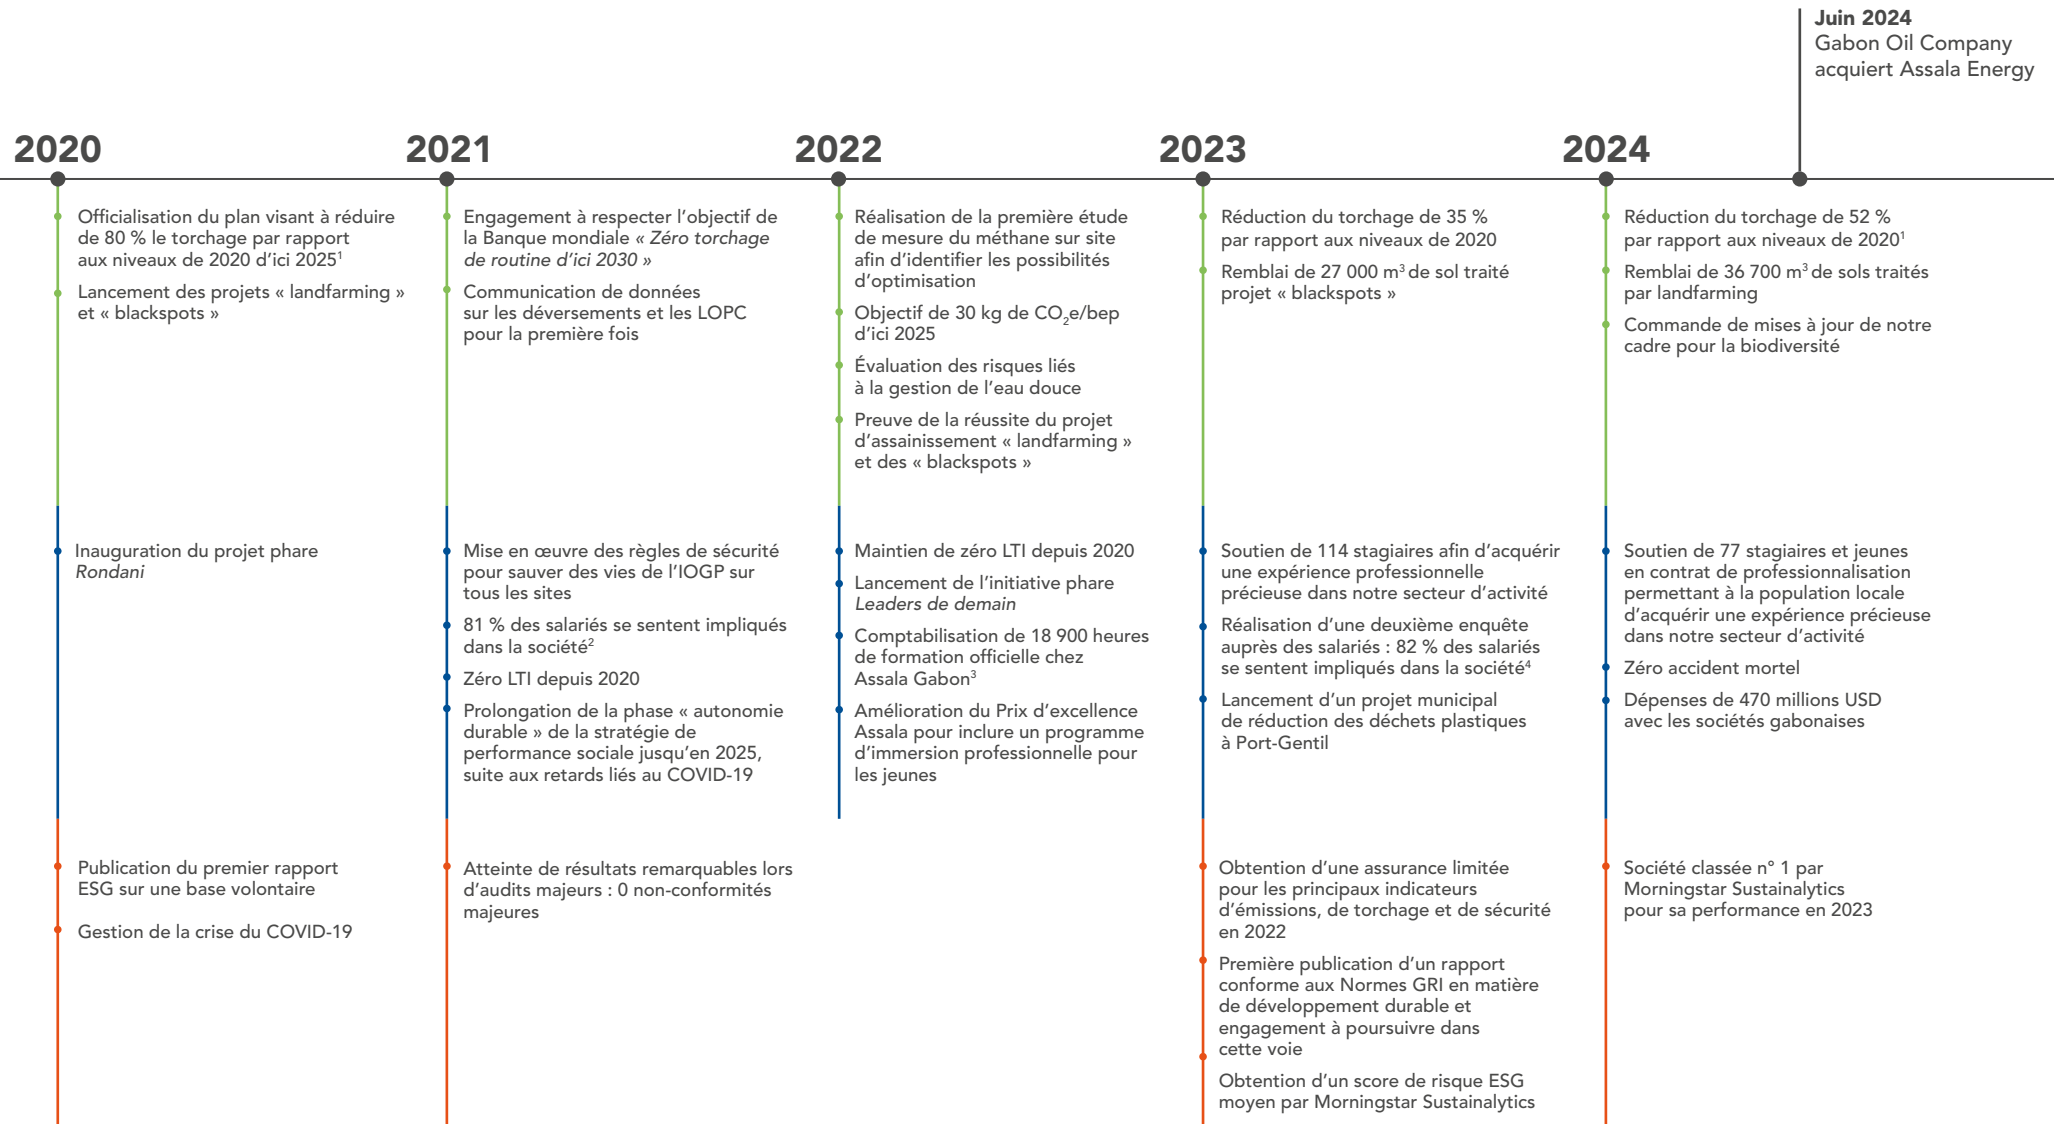 Juin 2024
Gabon Oil Company
acquiert Assala Energy
2020
Officialisation du plan visant à réduire
de 80 % le torchage par rapport
aux niveaux de 2020 d’ici 2025¹
Lancement des projets « landfarming »
et « blackspots »
Inauguration du projet phare
Rondani
Publication du premier rapport
ESG sur une base volontaire
Gestion de la crise du COVID-19
2021
Engagement à respecter l’objectif de
la Banque mondiale « Zéro torchage
de routine d’ici 2030 »
Communication de données
sur les déversements et les LOPC
pour la première fois
Mise en œuvre des règles de sécurité
pour sauver des vies de l’IOGP sur
tous les sites
81 % des salariés se sentent impliqués
dans la société²
Zéro LTI depuis 2020
Prolongation de la phase « autonomie
durable » de la stratégie de
performance sociale jusqu’en 2025,
suite aux retards liés au COVID-19
Atteinte de résultats remarquables lors
d’audits majeurs : 0 non-conformités
majeures
2022
Réalisation de la première étude
de mesure du méthane sur site
afin d’identifier les possibilités
d’optimisation
Objectif de 30 kg de CO₂e/bep
d’ici 2025
Évaluation des risques liés
à la gestion de l’eau douce
Preuve de la réussite du projet
d’assainissement « landfarming »
et des « blackspots »
Maintien de zéro LTI depuis 2020
Lancement de l’initiative phare
Leaders de demain
Comptabilisation de 18 900 heures
de formation officielle chez
Assala Gabon³
Amélioration du Prix d’excellence
Assala pour inclure un programme
d’immersion professionnelle pour
les jeunes
2023
Réduction du torchage de 35 %
par rapport aux niveaux de 2020
Remblai de 27 000 m³ de sol traité
projet « blackspots »
Soutien de 114 stagiaires afin d’acquérir
une expérience professionnelle
précieuse dans notre secteur d’activité
Réalisation d’une deuxième enquête
auprès des salariés : 82 % des salariés
se sentent impliqués dans la société⁴
Lancement d’un projet municipal
de réduction des déchets plastiques
à Port-Gentil
Obtention d’une assurance limitée
pour les principaux indicateurs
d’émissions, de torchage et de sécurité
en 2022
Première publication d’un rapport
conforme aux Normes GRI en matière
de développement durable et
engagement à poursuivre dans
cette voie
Obtention d’un score de risque ESG
moyen par Morningstar Sustainalytics
2024
Réduction du torchage de 52 %
par rapport aux niveaux de 2020¹
Remblai de 36 700 m³ de sols traités
par landfarming
Commande de mises à jour de notre
cadre pour la biodiversité
Soutien de 77 stagiaires et jeunes
en contrat de professionnalisation
permettant à la population locale
d’acquérir une expérience précieuse
dans notre secteur d’activité
Zéro accident mortel
Dépenses de 470 millions USD
avec les sociétés gabonaises
Société classée n° 1 par
Morningstar Sustainalytics
pour sa performance en 2023